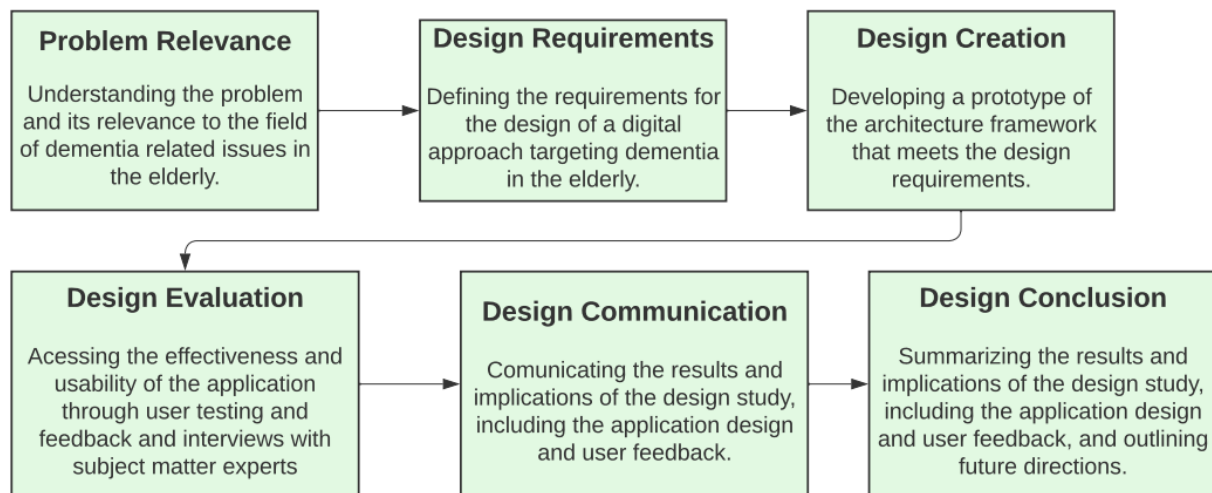 Problem Relevance
Understanding the problem
and its relevance to the field
of dementia related issues in
the elderly.
Design Requirements
Defining the requirements for
the design of a digital
approach targeting dementia
in the elderly.
Design Creation
Developing a prototype of
the architecture framework
that meets the design
requirements.
Design Evaluation
Acessing the effectiveness and
usability of the application
through user testing and
feedback and interviews with
subject matter experts
Design Communication
Comunicating the results and
implications of the design study,
including the application design
and user feedback.
Design Conclusion
Summarizing the results and
implications of the design study,
including the application design
and user feedback, and outlining
future directions.